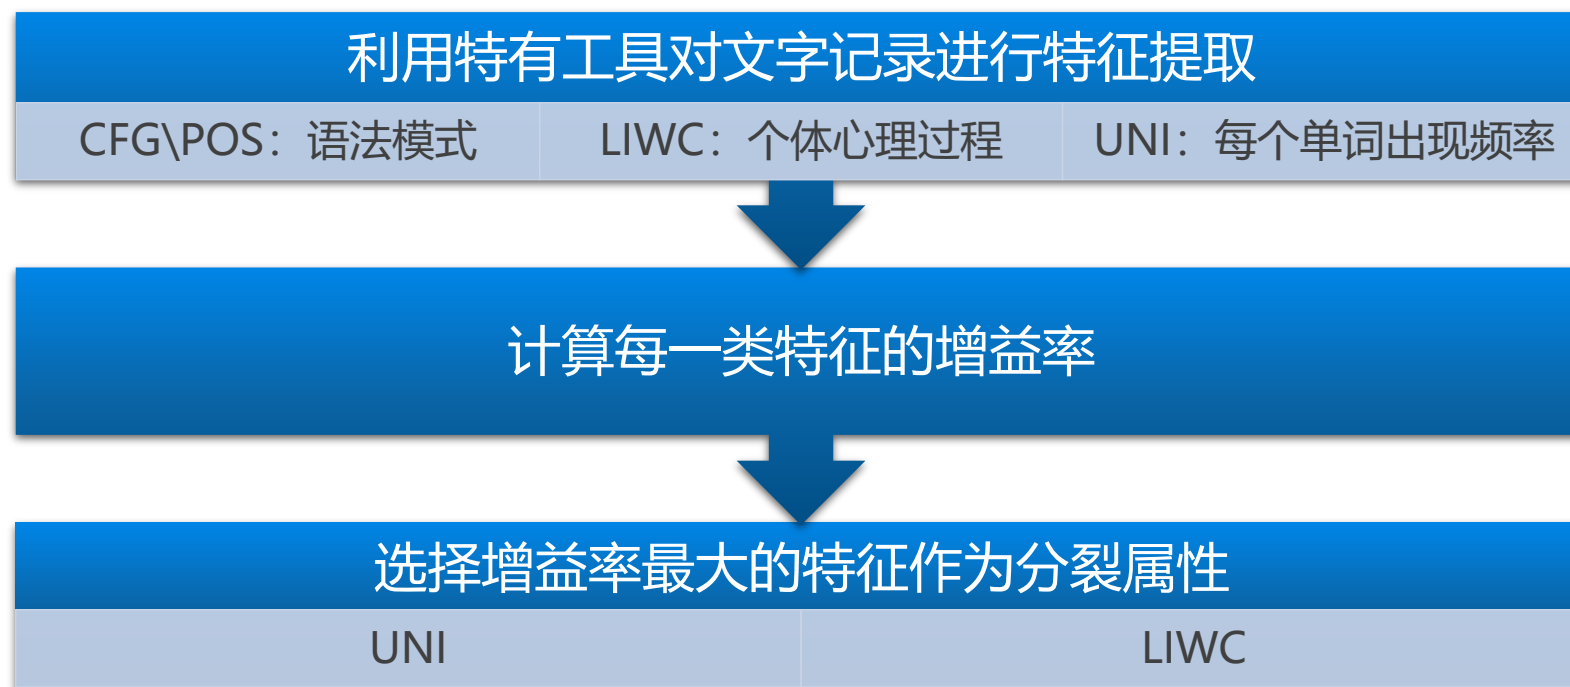 利用特有工具对文字记录进行特征提取
CFG\POS：语法模式
LIWC：个体心理过程
UNI：每个单词出现频率
计算每一类特征的增益率
选择增益率最大的特征作为分裂属性
UNI
LIWC